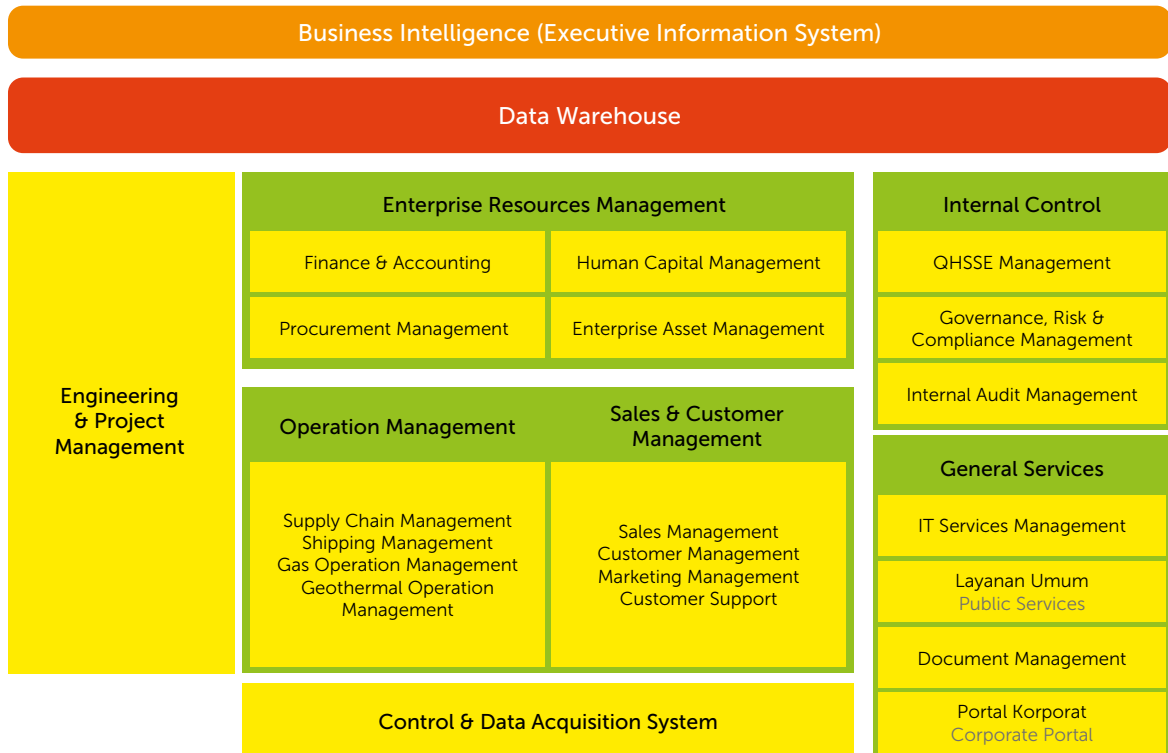 Business Intelligence (Executive Information System)
Data Warehouse
Engineering
& Project
Management
Enterprise Resources Management
Finance & Accounting
Human Capital Management
Procurement Management
Enterprise Asset Management
Operation Management
Sales & Customer
Management
Supply Chain Management
Shipping Management
Gas Operation Management
Geothermal Operation
Management
Sales Management
Customer Management
Marketing Management
Customer Support
Control & Data Acquisition System
Internal Control
QHSSE Management
Governance, Risk &
Compliance Management
Internal Audit Management
General Services
IT Services Management
Layanan Umum
Public Services
Document Management
Portal Korporat
Corporate Portal